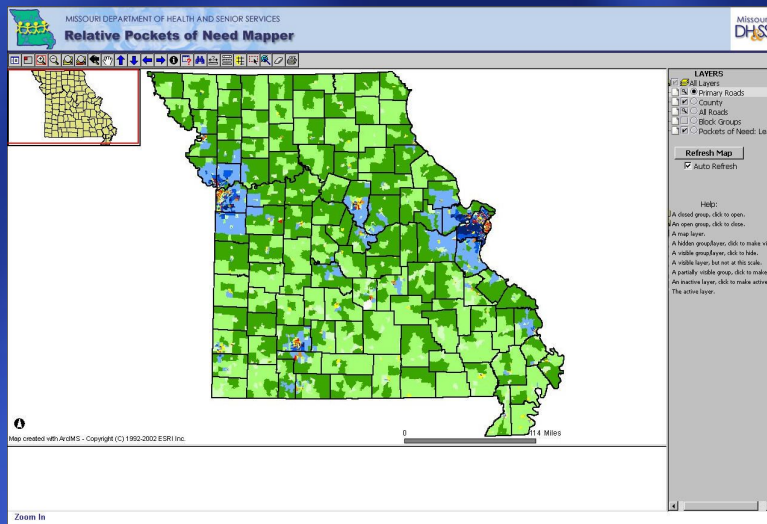 MISSOURI DEPARTMENT OF HEALTH AND SENIOR SERVICES
Relative Pockets of Need Mapper
Missour
DH&SS
LAYERS
All Layers
Primary Roads
County
All Roads
Block Groups
Pockets of Need: Le
Refresh Map
Auto Refresh
Help:
A closed group, click to open.
An open group, click to close.
A map layer.
A hidden group/layer, click to make vi
A visible group/layer, click to hide.
A visible layer, but not at this scale.
A partially visible group, click to make
An inactive layer, click to make active
The active layer.
0
114 Miles
Map created with ArcIMS - Copyright (C) 1992-2002 ESRI Inc.
Zoom In